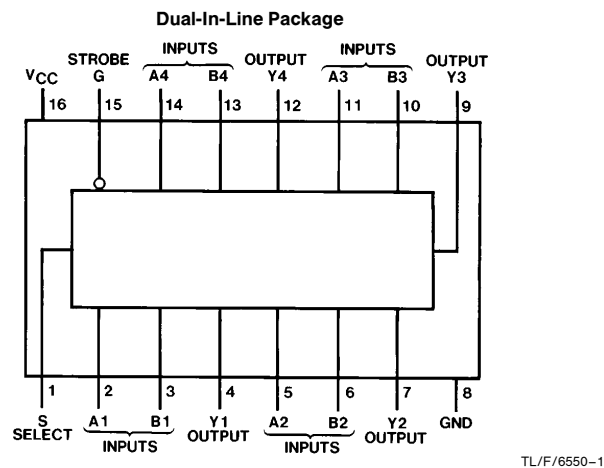 Dual-In-Line Package
INPUTS INPUTS
STROBE OUTPUT OUTPUT
VCC G A4 B4 Y4 A3 B3 Y3
16 15 14 13 12 11 10 9
1 2 3 4 5 6 7 8
S A1 B1 Y1 A2 B2 Y2 GND
SELECT INPUTS OUTPUT INPUTS OUTPUT
TL/F/6550–1